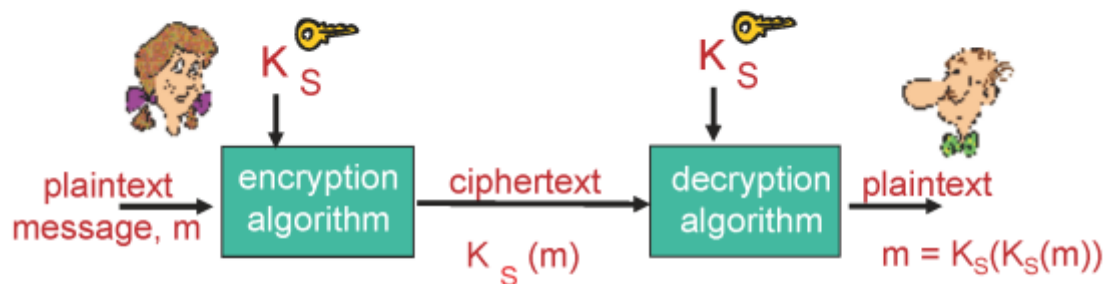 K S
K S
plaintext
message, m
encryption
algorithm
ciphertext
K S (m)
decryption
algorithm
plaintext
m = KS(KS(m))